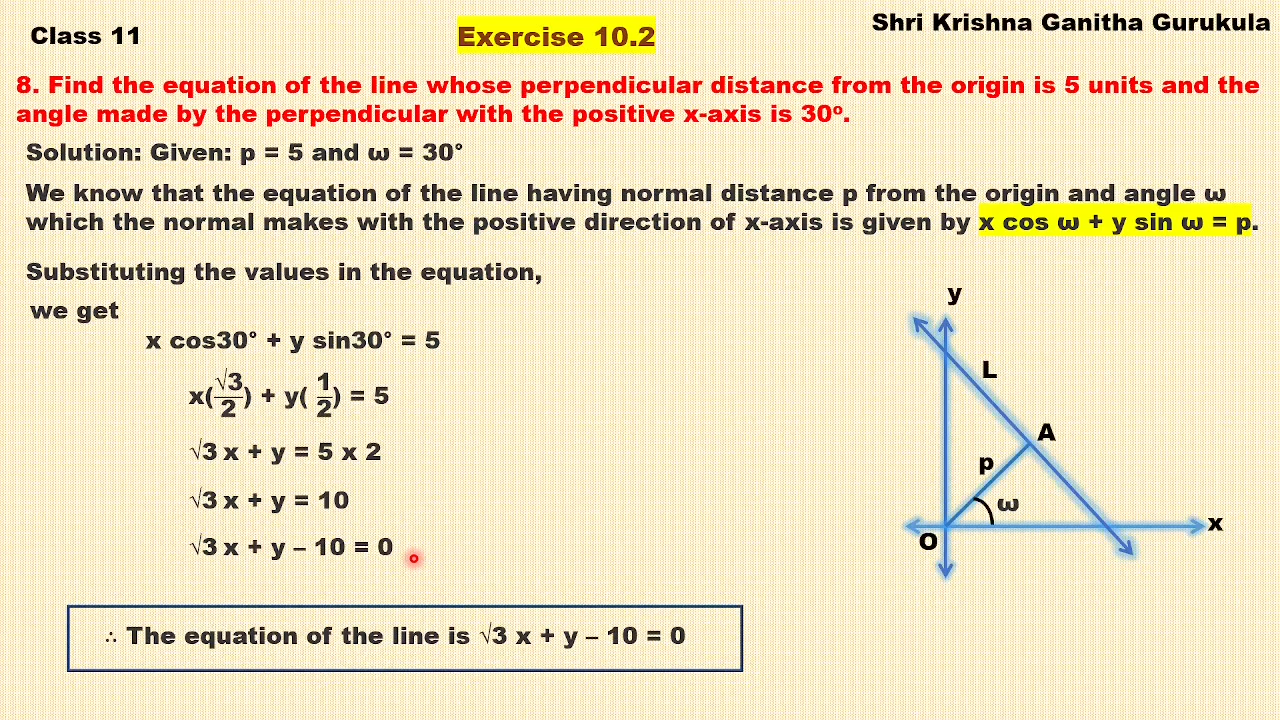 Class 11
Exercise 10.2
Shri Krishna Ganitha Gurukula
8. Find the equation of the line whose perpendicular distance from the origin is 5 units and the
angle made by the perpendicular with the positive x-axis is 30º.
Solution: Given: p = 5 and ω = 30°
We know that the equation of the line having normal distance p from the origin and angle ω
which the normal makes with the positive direction of x-axis is given by x cos ω + y sin ω = p.
Substituting the values in the equation,
we get
x cos30° + y sin30° = 5
x(√3/2) + y( 1/2) = 5
√3 x + y = 5 x 2
√3 x + y = 10
√3 x + y – 10 = 0
∴ The equation of the line is √3 x + y – 10 = 0
y
L
A
p
ω
x
O